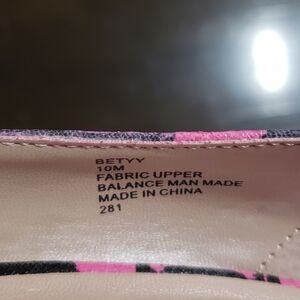 BETYY
10M
FABRIC UPPER
BALANCE MAN MADE
MADE IN CHINA
281